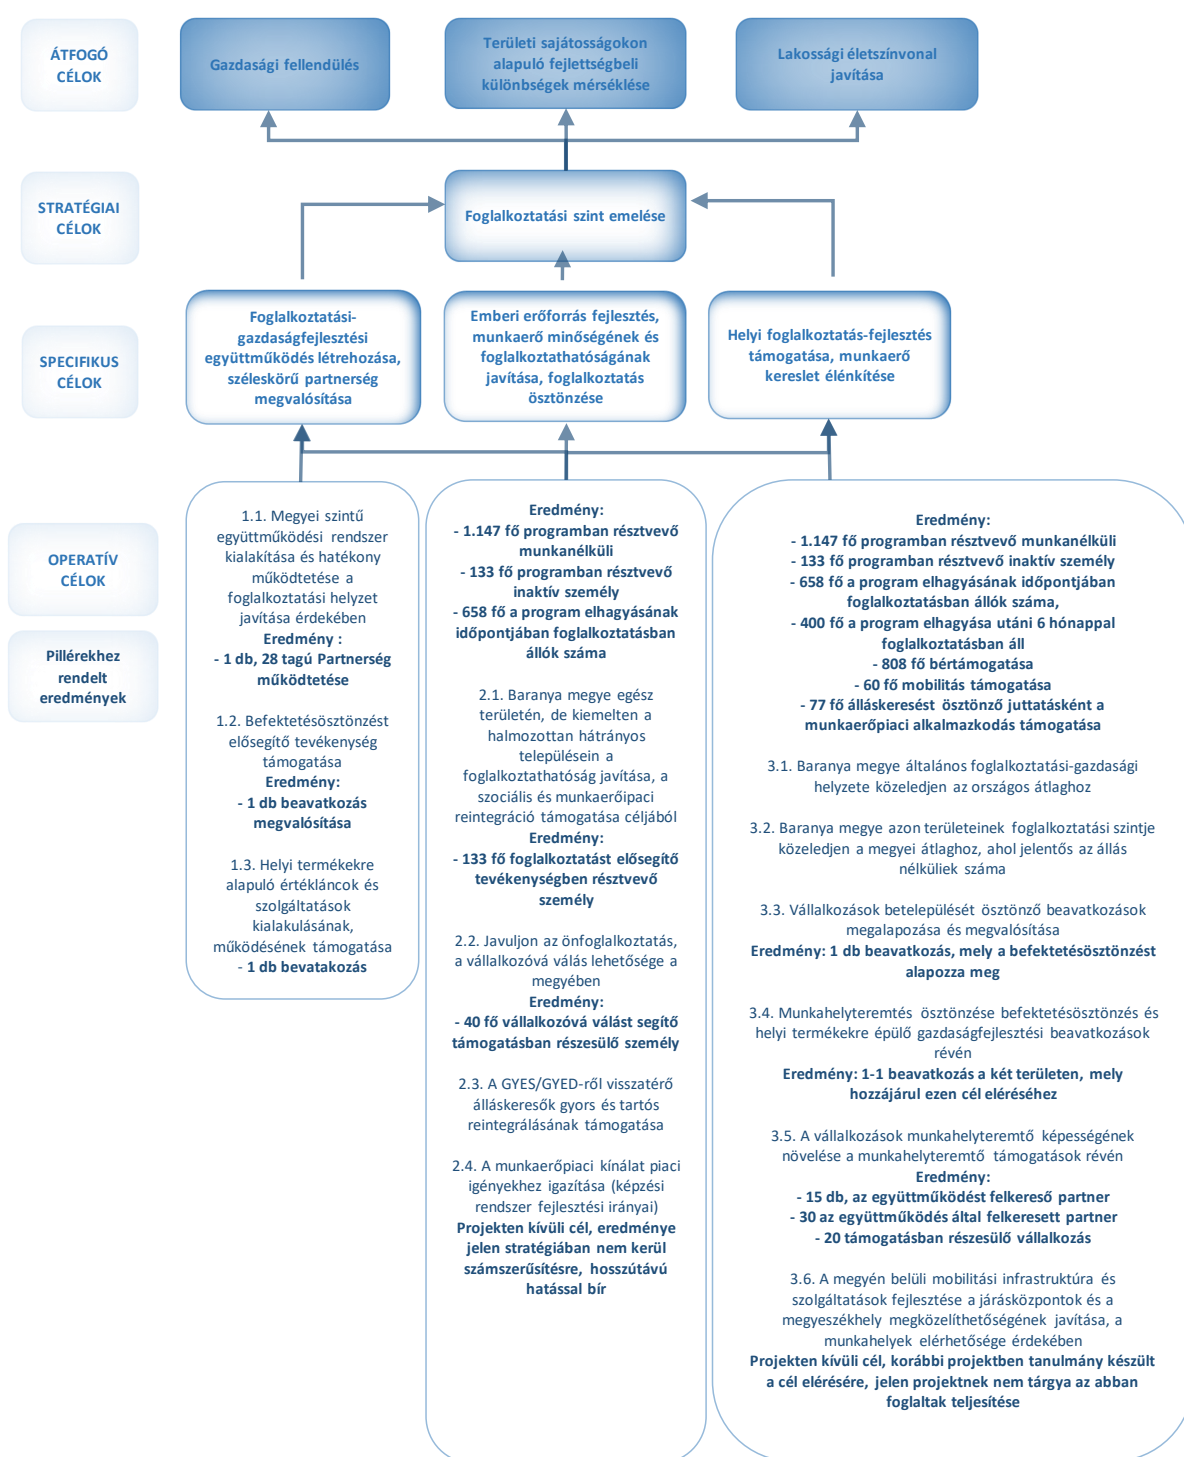 ÁTFOGÓ
CÉLOK
Gazdasági fellendülés
Területi sajátosságokon
alapuló fejlettségbeli
különbségek mérséklése
Lakossági életszínvonal
javítása
STRATÉGIAI
CÉLOK
Foglalkoztatási szint emelése
SPECIFIKUS
CÉLOK
Foglalkoztatási-
gazdaságfejlesztési
együttműködés létrehozása,
széleskörű partnerség
megvalósítása
Emberi erőforrás fejlesztés,
munkaerő minőségének és
foglalkoztathatóságának
javítása, foglalkoztatás
ösztönzése
Helyi foglalkoztatás-fejlesztés
támogatása, munkaerő
kereslet élénkítése
OPERATÍV
CÉLOK
Pillérekhez
rendelt
eredmények
1.1. Megyei szintű
együttműködési rendszer
kialakítása és hatékony
működtetése a
foglalkoztatási helyzet
javítása érdekében
Eredmény :
- 1 db, 28 tagú Partnerség
működtetése
1.2. Befektetésösztönzést
elősegítő tevékenység
támogatása
Eredmény:
- 1 db beavatkozás
megvalósítása
1.3. Helyi termékekre
alapuló értékláncos és
szolgáltatások
kialakulásának,
működésének támogatása
- 1 db bevatakozás
Eredmény:
- 1.147 fő programban résztvevő
munkanélküli
- 133 fő programban résztvevő
inaktív személy
- 658 fő a program elhagyásának
időpontjában foglalkoztatásban
állók száma
2.1. Baranya megye egész
területén, de kiemelten a
halmozottan hátrányos
településein a
foglalkoztathatóság javítása, a
szociális és munkaerőipaci
reintegráció támogatása céljából
Eredmény:
- 133 fő foglalkoztatást elősegítő
tevékenységben résztvevő
személy
2.2. Javuljon az önfoglalkoztatás,
a vállalkozóvá válás lehetősége a
megyében
Eredmény:
- 40 fő vállalkozóvá válást segítő
támogatásban részesülő személy
2.3. A GYES/GYED-ről visszatérő
álláskeresők gyors és tartós
reintegrálásának támogatása
2.4. A munkaerőpiaci kínálat piaci
igényekhez igazítása (képzési
rendszer fejlesztési irányai)
Projekten kívüli cél, eredménye
jelen stratégiában nem kerül
számszerűsítésre, hosszútávú
hatással bír
Eredmény:
- 1.147 fő programban résztvevő munkanélküli
- 133 fő programban résztvevő inaktív személy
- 658 fő a program elhagyásának időpontjában
foglalkoztatásban állók száma,
- 400 fő a program elhagyása utáni 6 hónappal
foglalkoztatásban áll
- 808 fő bértámogatása
- 60 fő mobilitás támogatása
- 77 fő álláskeresést ösztönző juttatásként a
munkaerőpiaci alkalmazkodás támogatása
3.1. Baranya megye általános foglalkoztatási-gazdasági
helyzete közeledjen az országos átlaghoz
3.2. Baranya megye azon területeinek foglalkoztatási szintje
közeledjen a megyei átlaghoz, ahol jelentős az állás
nélküliek száma
3.3. Vállalkozások betelepülését ösztönző beavatkozások
megalapozása és megvalósítása
Eredmény: 1 db beavatkozás, mely a befektetésösztönzést
alapozza meg
3.4. Munkahelyteremtés ösztönzése befektetésösztönzés és
helyi termékekre épülő gazdaságfejlesztési beavatkozások
révén
Eredmény: 1-1 beavatkozás a két területen, mely
hozzájárul ezen cél eléréséhez
3.5. A vállalkozások munkahelyteremtő képességének
növelése a munkahelyteremtő támogatások révén
Eredmény:
- 15 db, az együttműködést felkereső partner
- 30 az együttműködés által felkeresett partner
- 20 támogatásban részesülő vállalkozás
3.6. A megyén belüli mobilitási infrastruktúra és
szolgáltatások fejlesztése a járásközpontok és a
megyeszékhely megközelíthetőségének javítása, a
munkahelyek elérhetősége érdekében
Projekten kívüli cél, korábbi projektben tanulmány készült
a cél elérésére, jelen projektnek nem tárgya az abban
foglaltak teljesítése